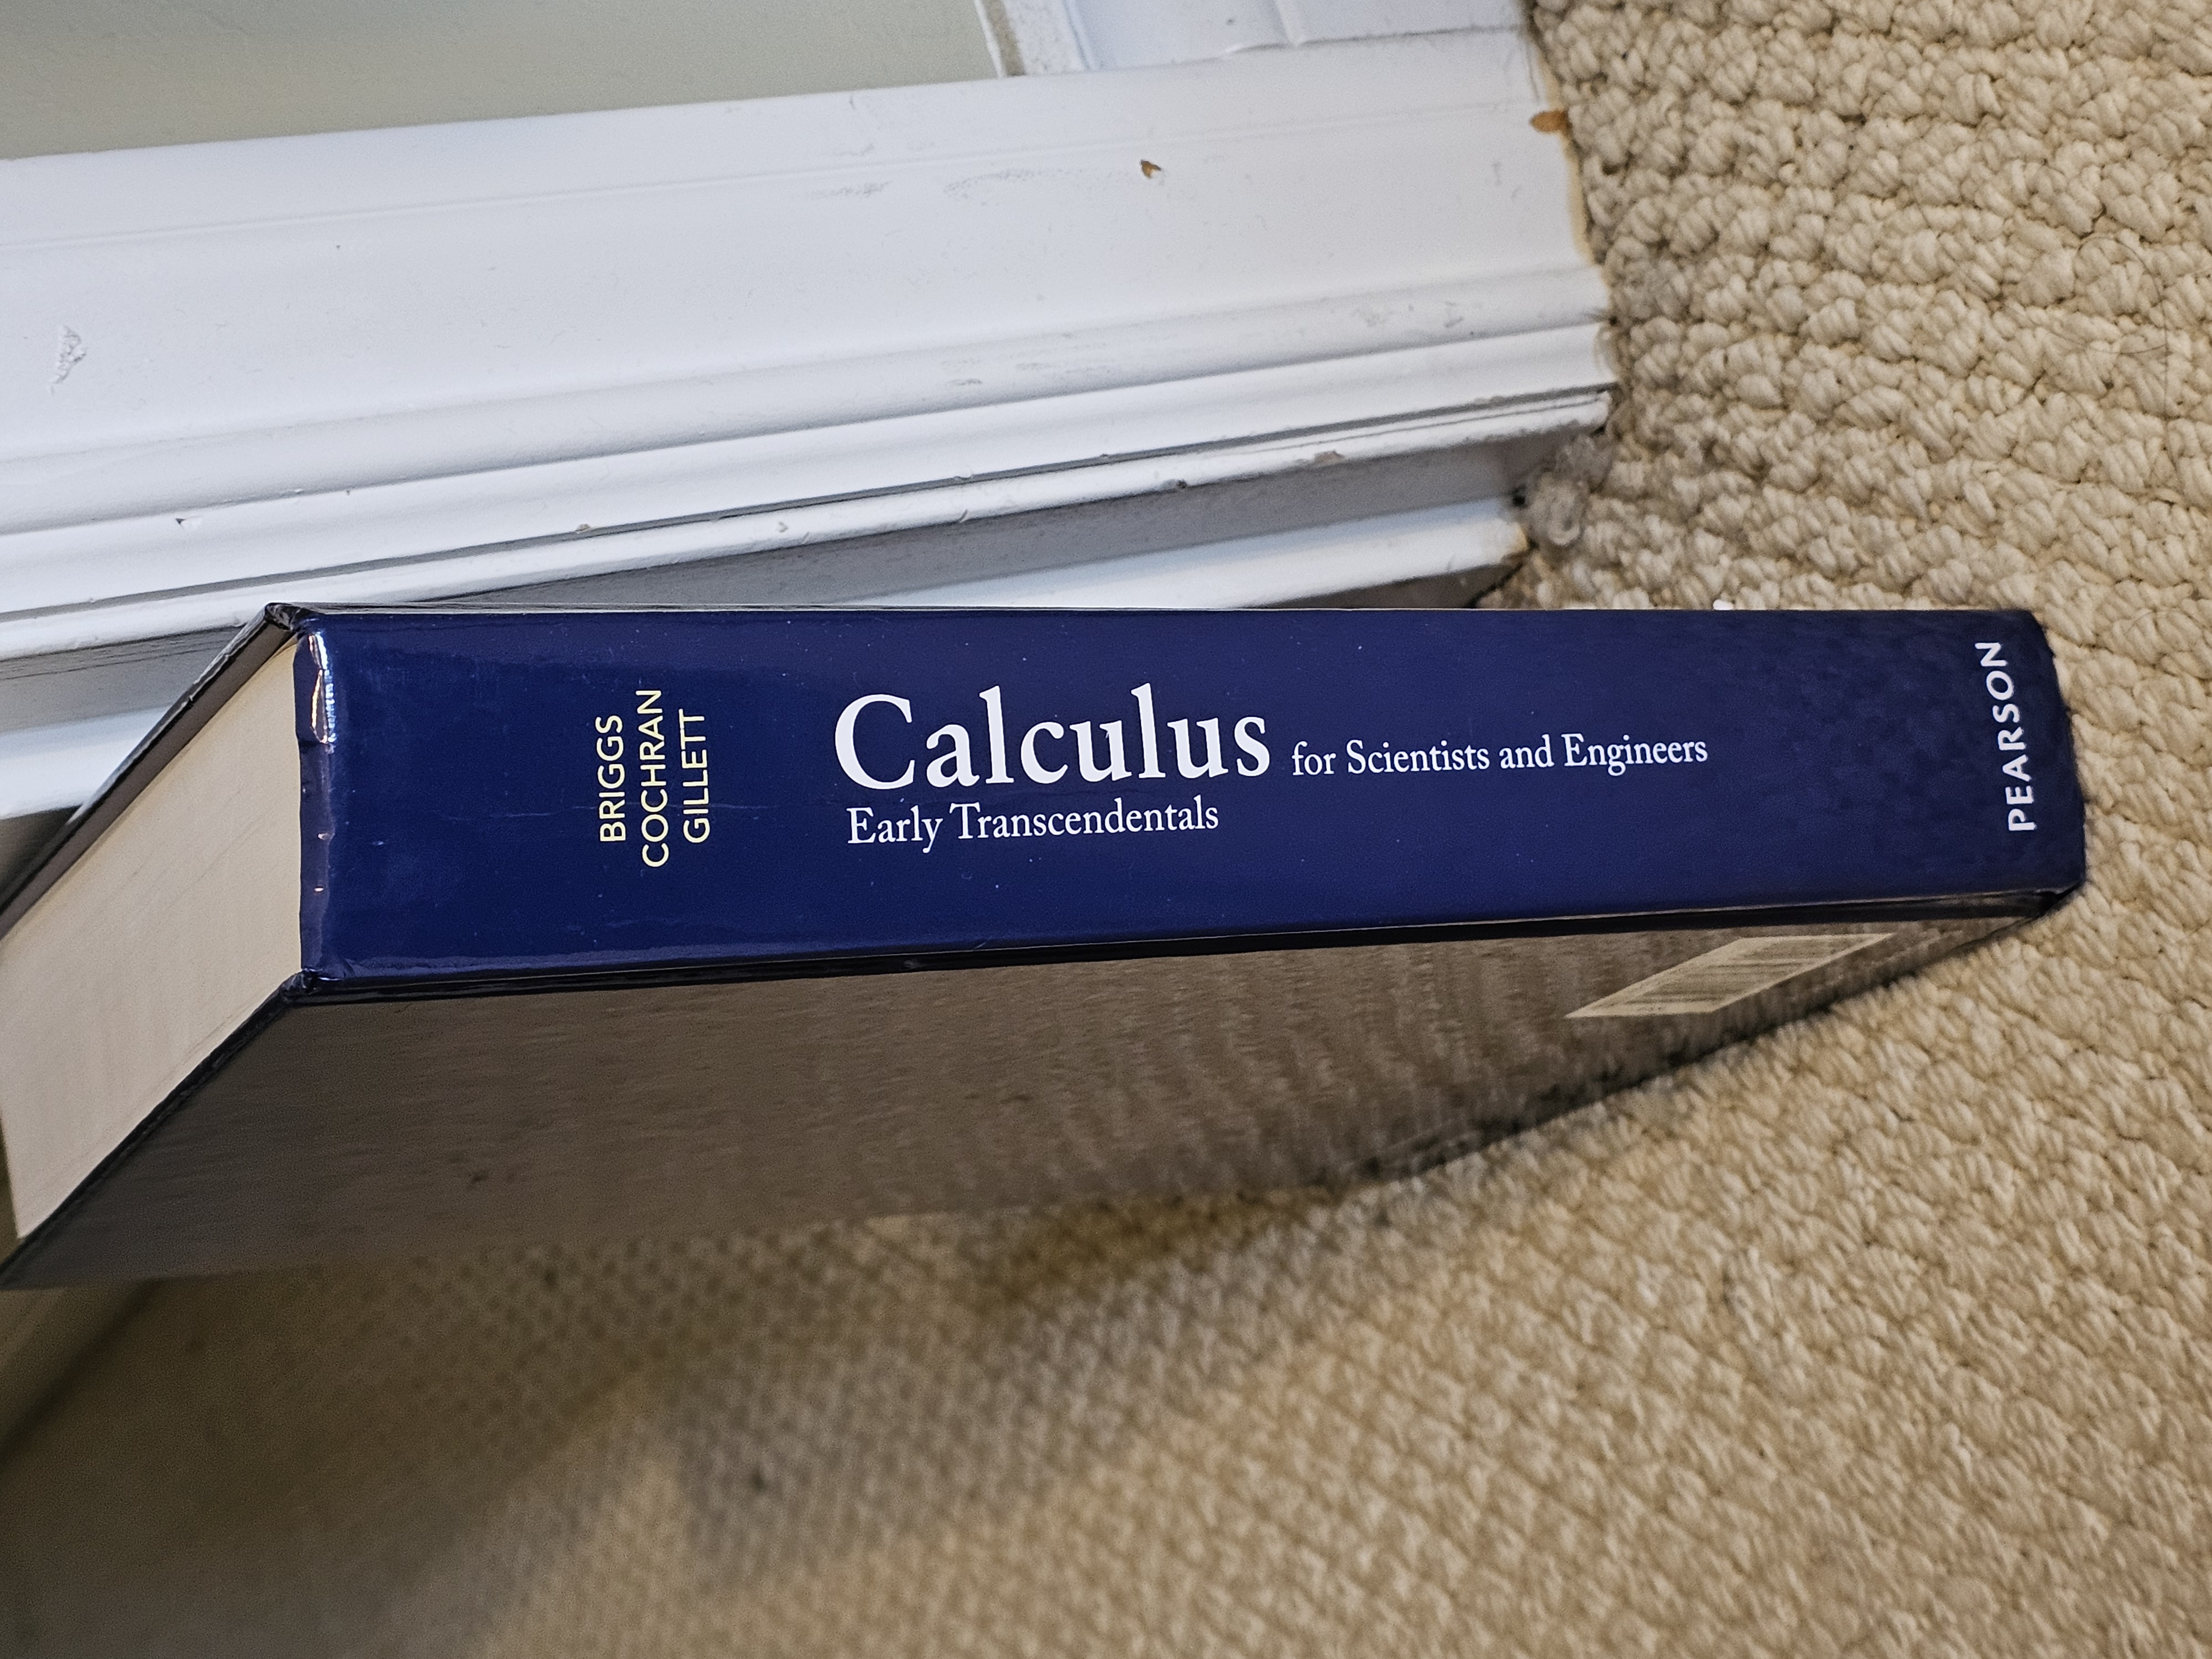 BRIGGS
COCHRAN
GILLETT
Calculus for Scientists and Engineers
Early Transcendentals
PEARSON